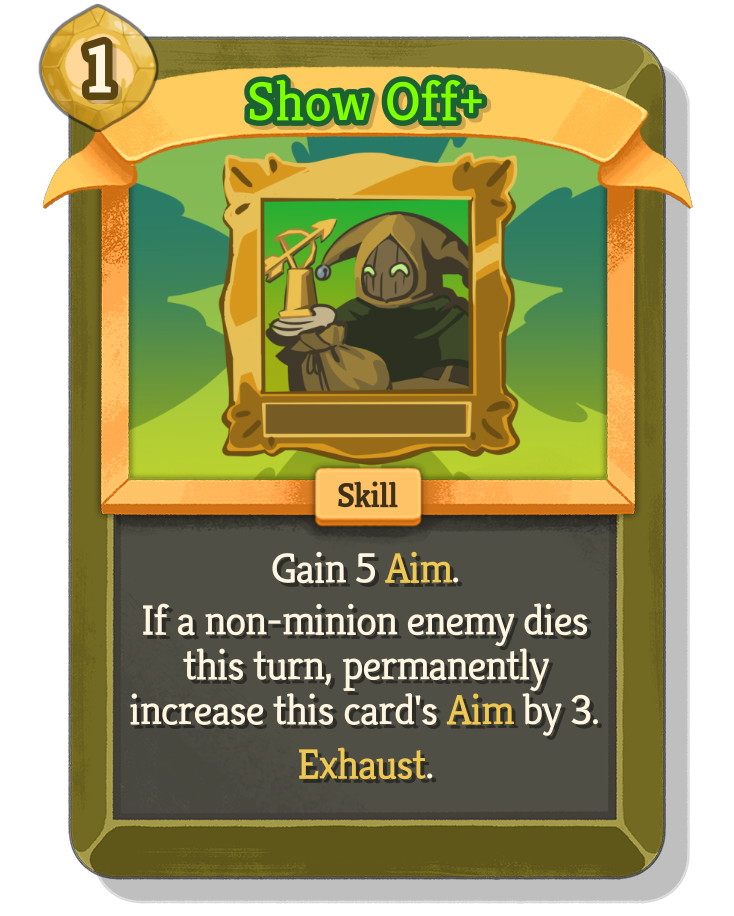 1
Show Off+
Skill
Gain 5 Aim.
If a non-minion enemy dies
this turn, permanently
increase this card's Aim by 3.
Exhaust.